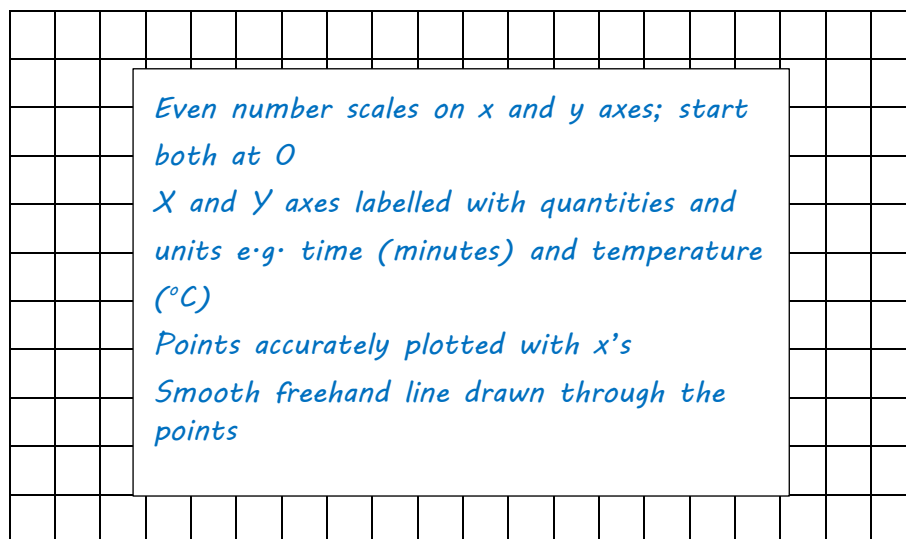 Even number scales on x and y axes; start
both at 0
X and Y axes labelled with quantities and
units e.g. time (minutes) and temperature
(°C)
Points accurately plotted with x's
Smooth freehand line drawn through the
points